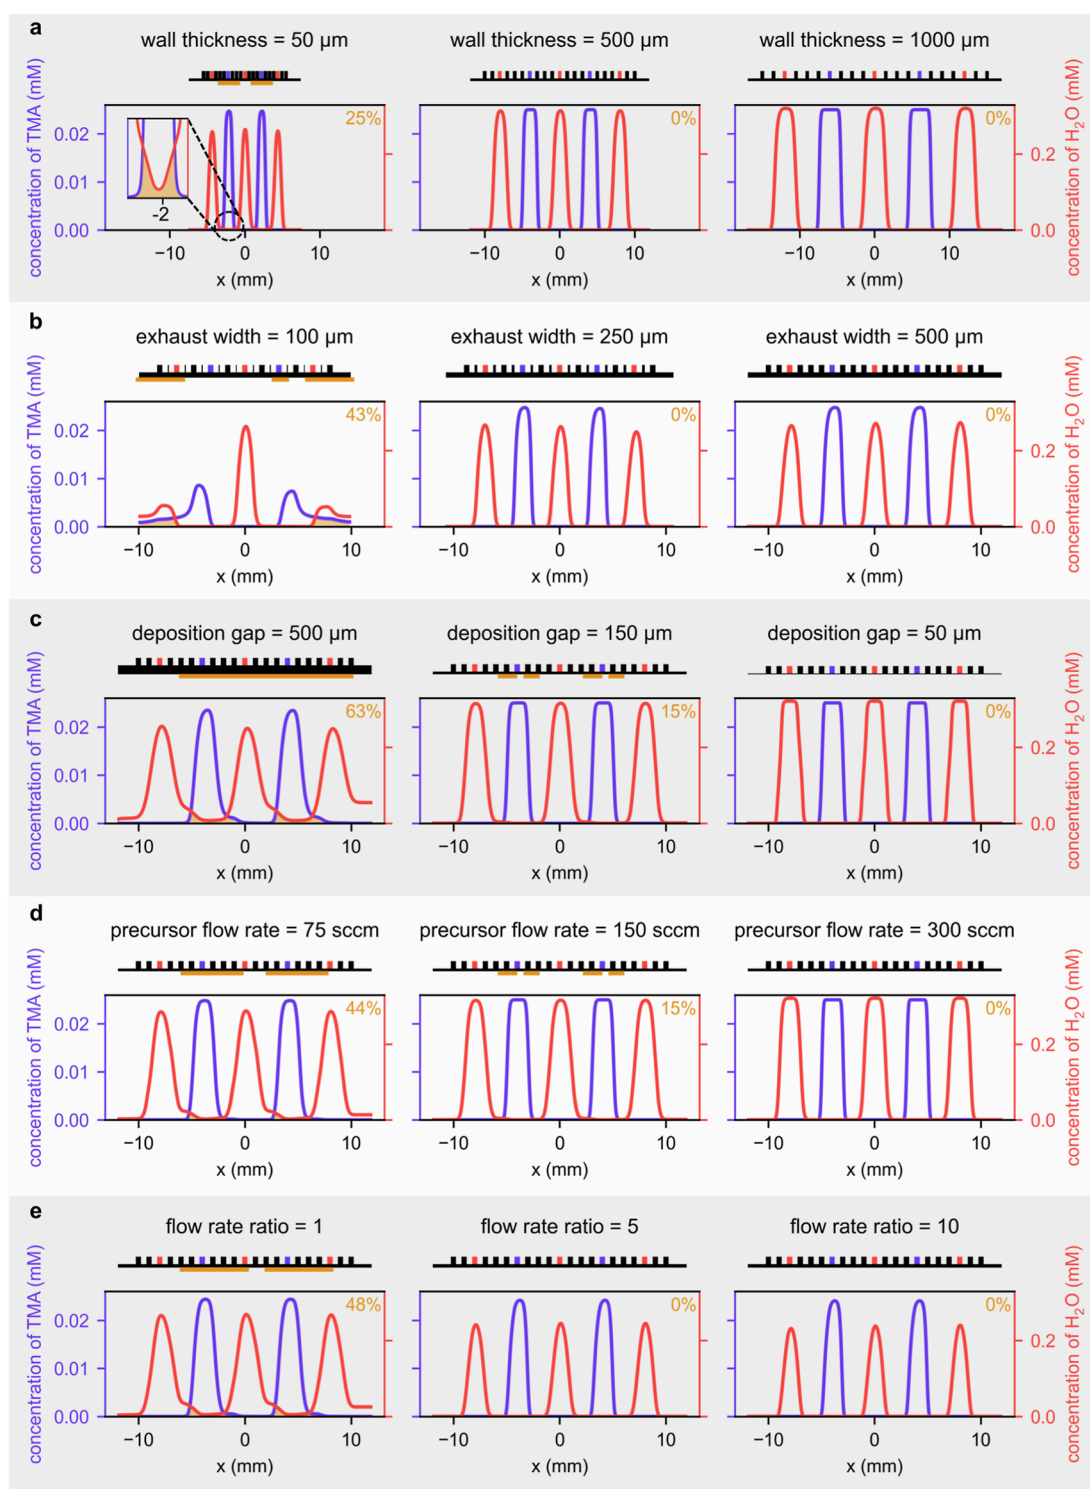 a
wall thickness = 50 µm
wall thickness = 500 µm
wall thickness = 1000 µm
concentration of TMA (mM)
0.02
0.01
0.00
25%
-2
−10 0 10
x (mm)
0%
−10 0 10
x (mm)
0%
−10 0 10
x (mm)
0.2
0.0
concentration of H2O (mM)
b
exhaust width = 100 µm
exhaust width = 250 µm
exhaust width = 500 µm
concentration of TMA (mM)
0.02
0.01
0.00
43%
−10 0 10
x (mm)
0%
−10 0 10
x (mm)
0%
−10 0 10
x (mm)
0.2
0.0
concentration of H2O (mM)
c
deposition gap = 500 µm
deposition gap = 150 µm
deposition gap = 50 µm
concentration of TMA (mM)
0.02
0.01
0.00
63%
−10 0 10
x (mm)
15%
−10 0 10
x (mm)
0%
−10 0 10
x (mm)
0.2
0.0
concentration of H2O (mM)
d
precursor flow rate = 75 sccm
precursor flow rate = 150 sccm
precursor flow rate = 300 sccm
concentration of TMA (mM)
0.02
0.01
0.00
44%
−10 0 10
x (mm)
15%
−10 0 10
x (mm)
0%
−10 0 10
x (mm)
0.2
0.0
concentration of H2O (mM)
e
flow rate ratio = 1
flow rate ratio = 5
flow rate ratio = 10
concentration of TMA (mM)
0.02
0.01
0.00
48%
−10 0 10
x (mm)
0%
−10 0 10
x (mm)
0%
−10 0 10
x (mm)
0.2
0.0
concentration of H2O (mM)